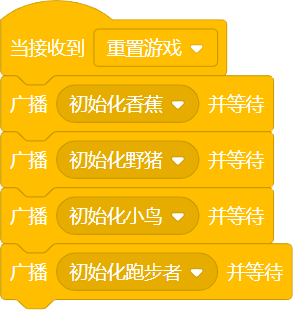 当接收到 重置游戏
广播 初始化香蕉 并等待
广播 初始化野猪 并等待
广播 初始化小鸟 并等待
广播 初始化跑步者 并等待